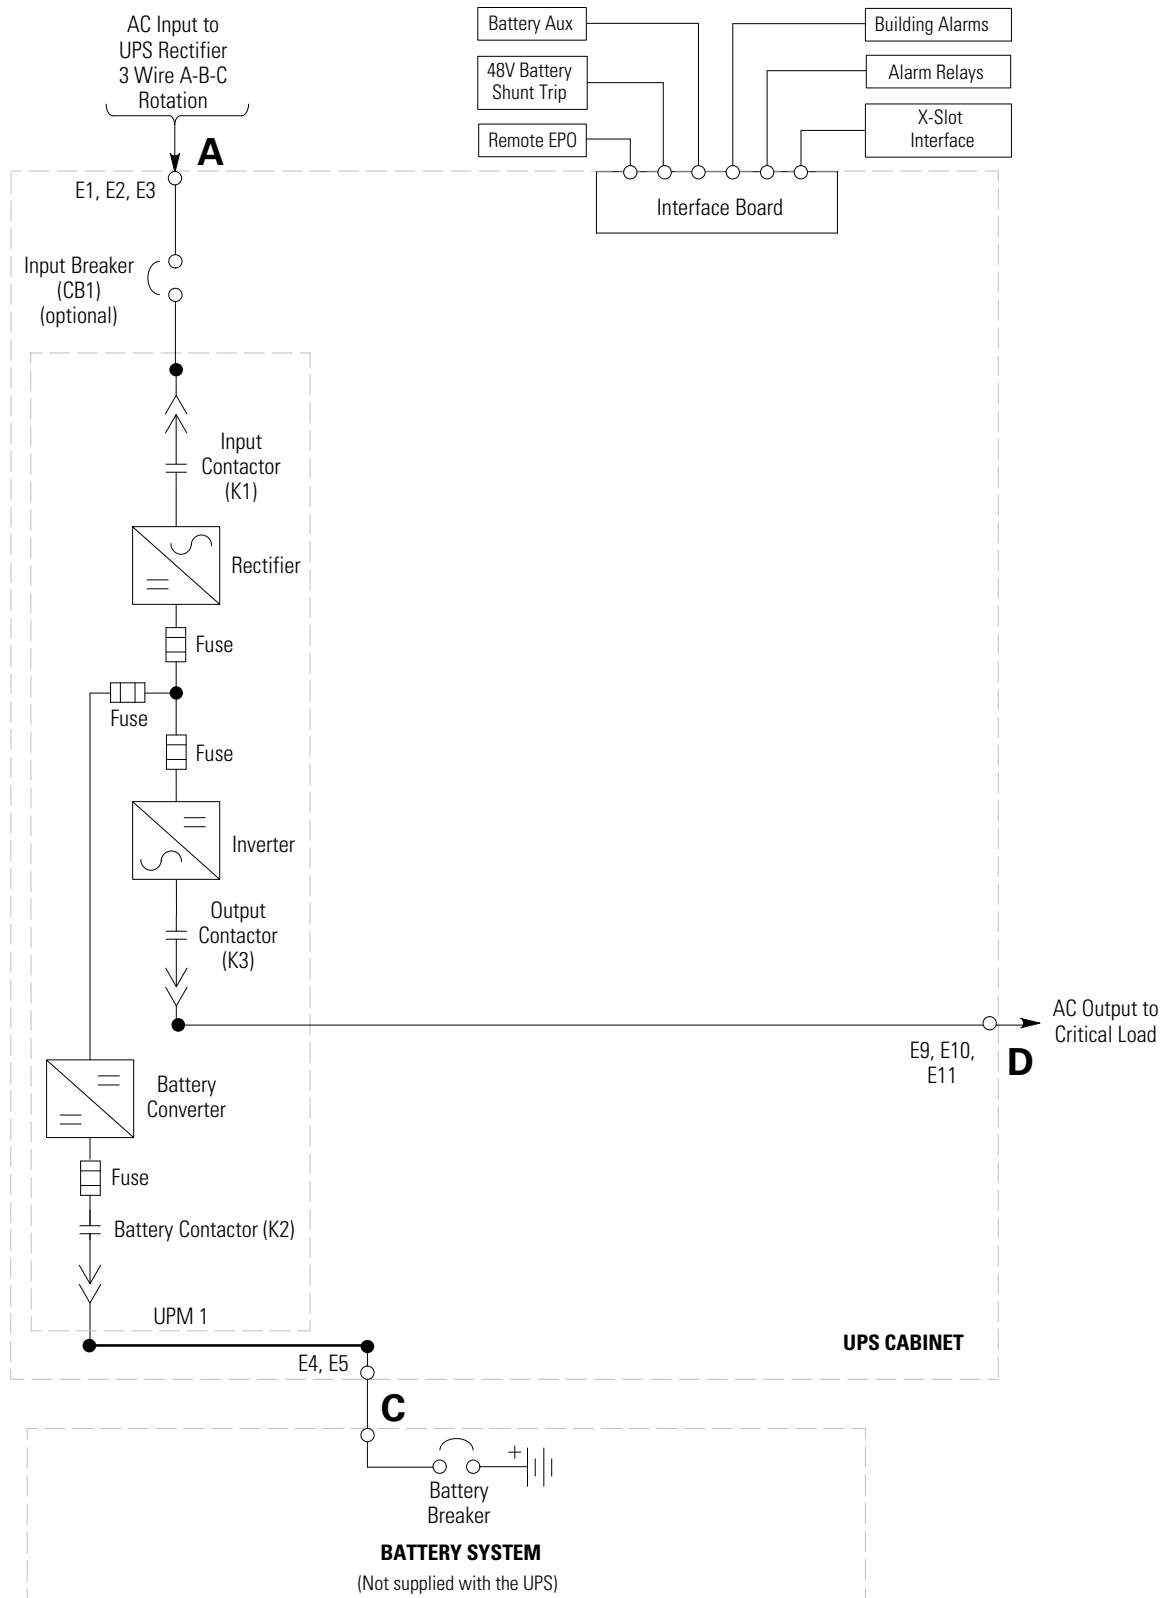 AC Input to
UPS Rectifier
3 Wire A-B-C
Rotation
A
Battery Aux
48V Battery
Shunt Trip
Remote EPO
Building Alarms
Alarm Relays
X-Slot
Interface
Interface Board
E1, E2, E3
Input Breaker
(CB1)
(optional)
Input
Contactor
(K1)
Rectifier
Fuse
Fuse
Fuse
Inverter
Output
Contactor
(K3)
AC Output to
Critical Load
E9, E10,
E11
D
Battery
Converter
Fuse
Battery Contactor (K2)
UPM 1
UPS CABINET
E4, E5
C
+
Battery
Breaker
BATTERY SYSTEM
(Not supplied with the UPS)